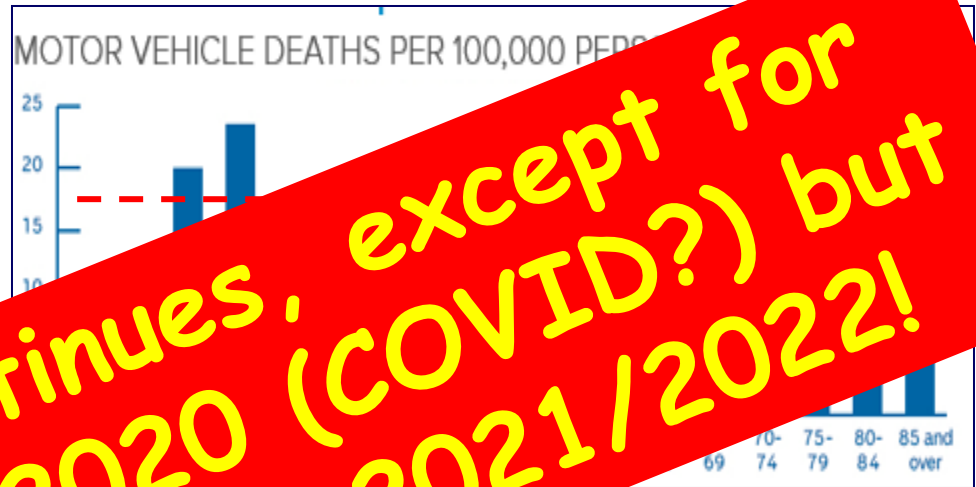 MOTOR VEHICLE DEATHS PER 100,000
25
20
15
10
tinues, except for
2020 (COVID?) but
2021/2022!
69
70-
74
75-
79
80-
84
85 and
over